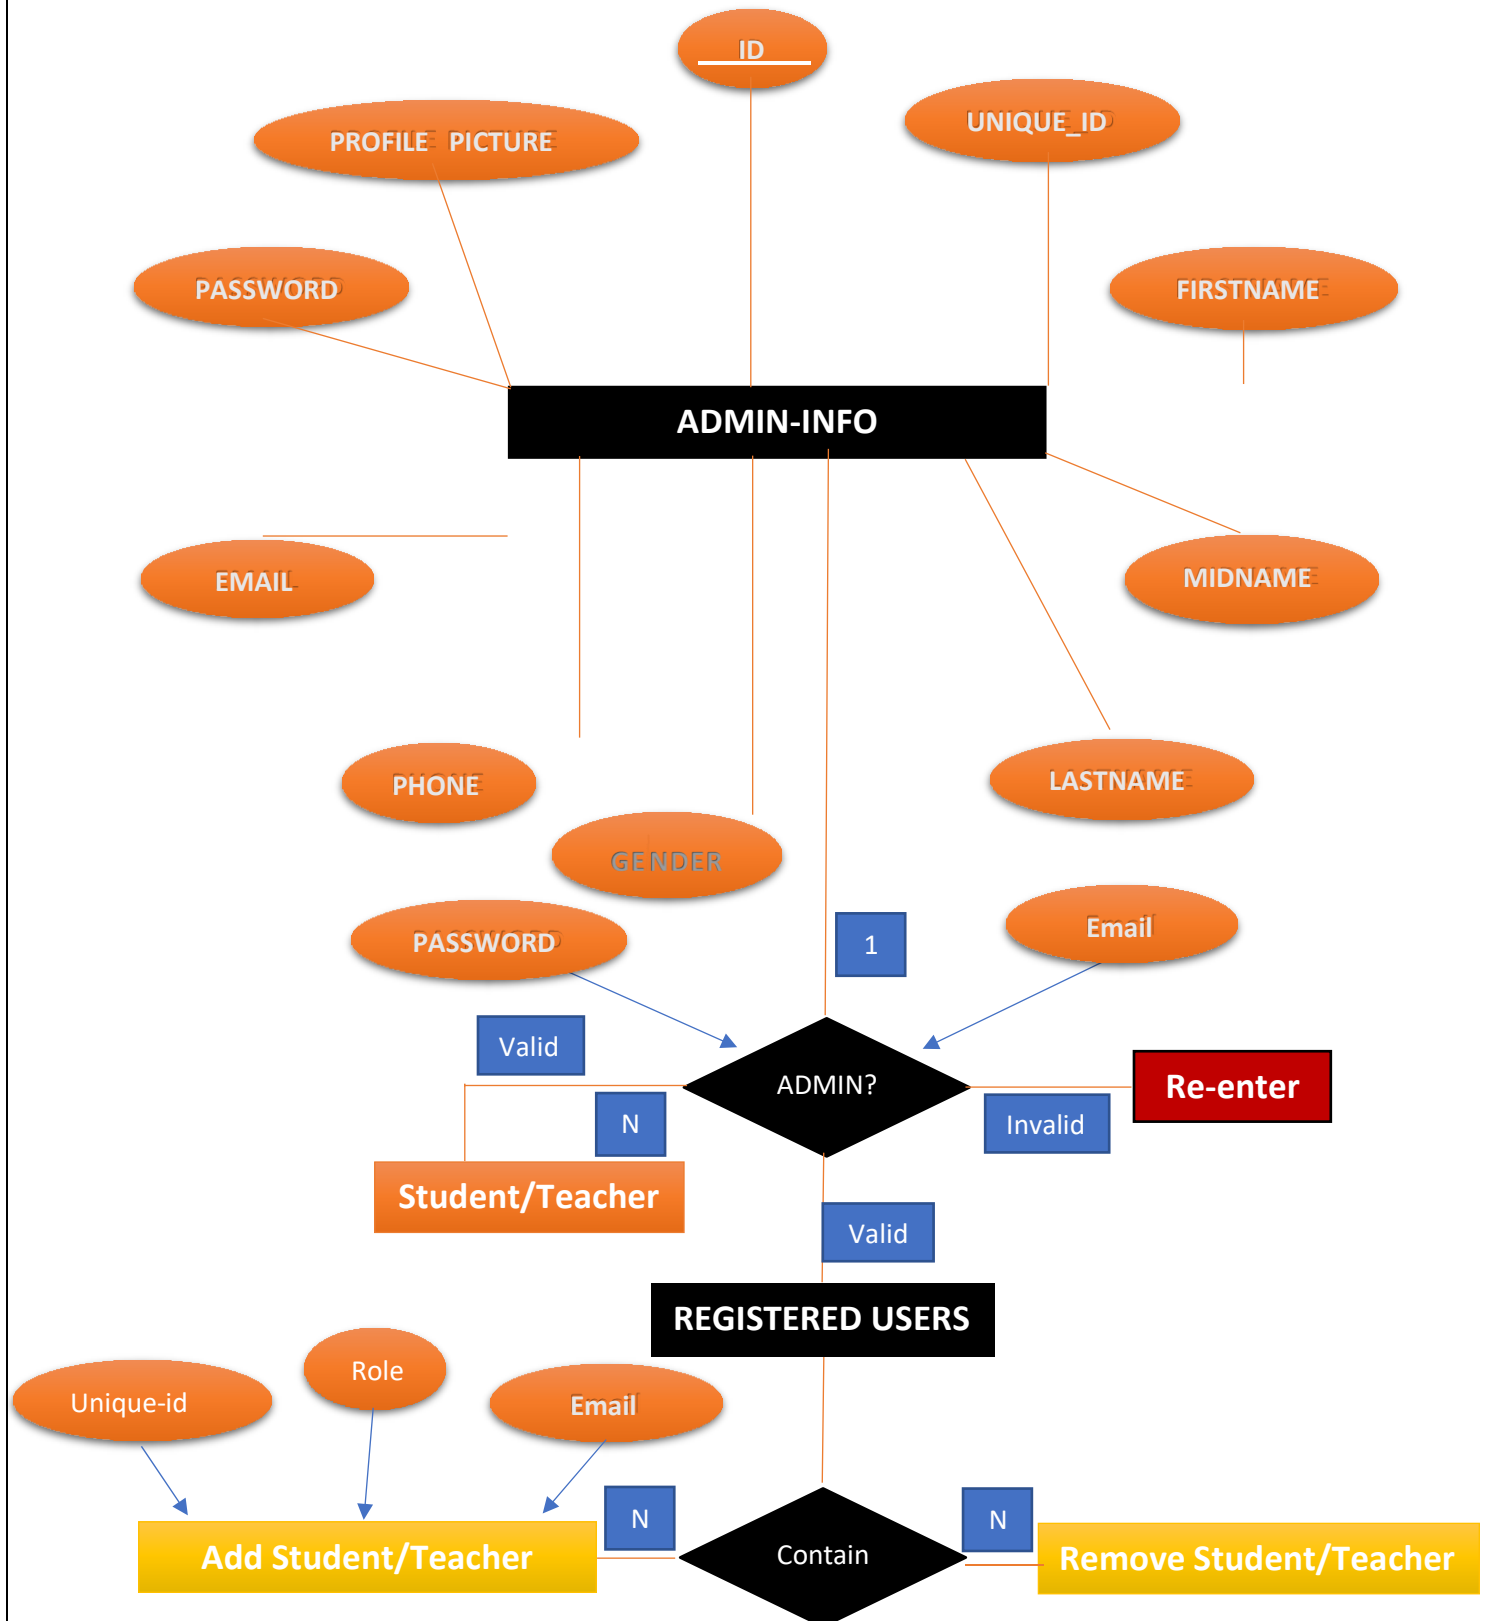 ID
UNIQUE_ID
PROFILE PICTURE
PASSWORD
FIRSTNAME
ADMIN-INFO
EMAIL
MIDNAME
PHONE
LASTNAME
GENDER
PASSWORD
Email
1
Valid
ADMIN?
Re-enter
N
Invalid
Student/Teacher
Valid
REGISTERED USERS
Unique-id
Role
Email
N
N
Add Student/Teacher
Contain
Remove Student/Teacher